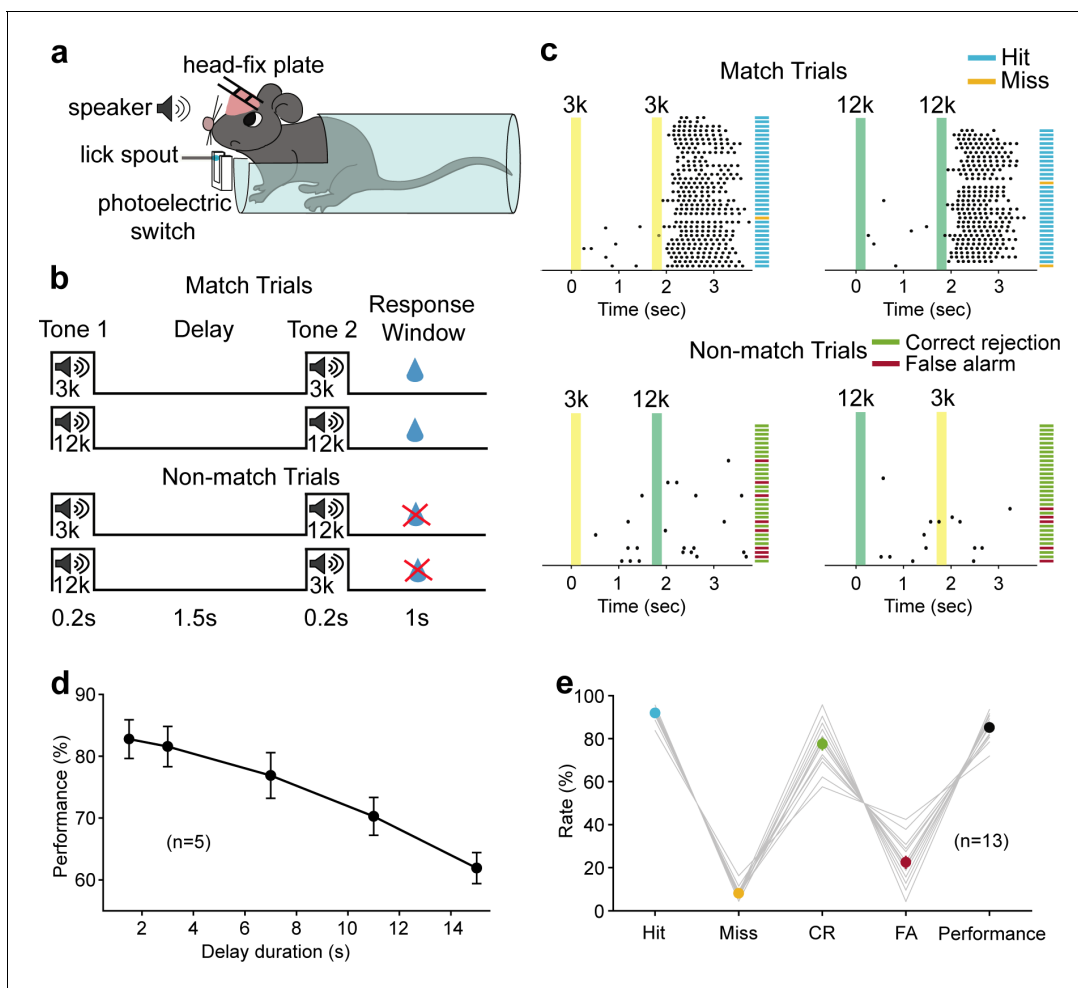 a
head-fix plate
speaker
lick spout
photoelectric
switch
b
Match Trials
Tone 1
Delay
Tone 2
Response
Window
3k
3k
12k
12k
Non-match Trials
3k
12k
12k
3k
0.2s
1.5s
0.2s
1s
c
Hit
Miss
Match Trials
3k
3k
0
1
2
3
Time (sec)
12k
12k
0
1
2
3
Time (sec)
Non-match Trials
Correct rejection
False alarm
3k
12k
0
1
2
3
Time (sec)
12k
3k
0
1
2
3
Time (sec)
d
Performance (%)
90
80
70
60
(n=5)
2
4
6
8
10
12
14
Delay duration (s)
e
Rate (%)
100
80
60
40
20
0
(n=13)
Hit
Miss
CR
FA
Performance